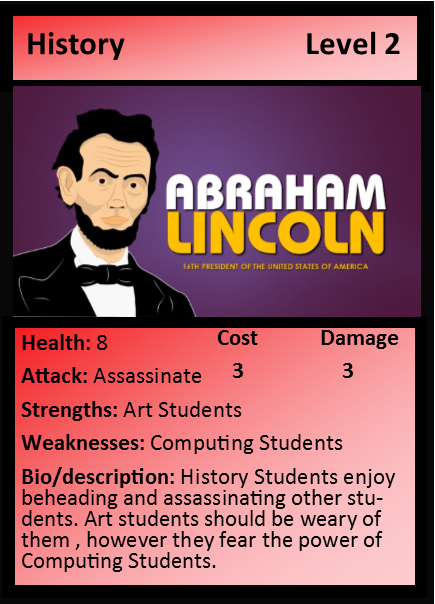 History Level 2
ABRAHAM
LINCOLN
16TH PRESIDENT OF THE UNITED STATES OF AMERICA
Health: 8 Cost Damage
Attack: Assassinate 3 3
Strengths: Art Students
Weaknesses: Computing Students
Bio/description: History Students enjoy
beheading and assassinating other stu-
dents. Art students should be weary of
them , however they fear the power of
Computing Students.